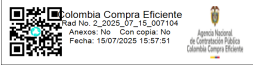 Colombia Compra Eficiente
Rad No. 2_2025_07_15_007104
Anexos: No Con copia: No
Fecha: 15/07/2025 15:57:51
Agencia Nacional
de Contratación Pública
Colombia Compra Eficiente